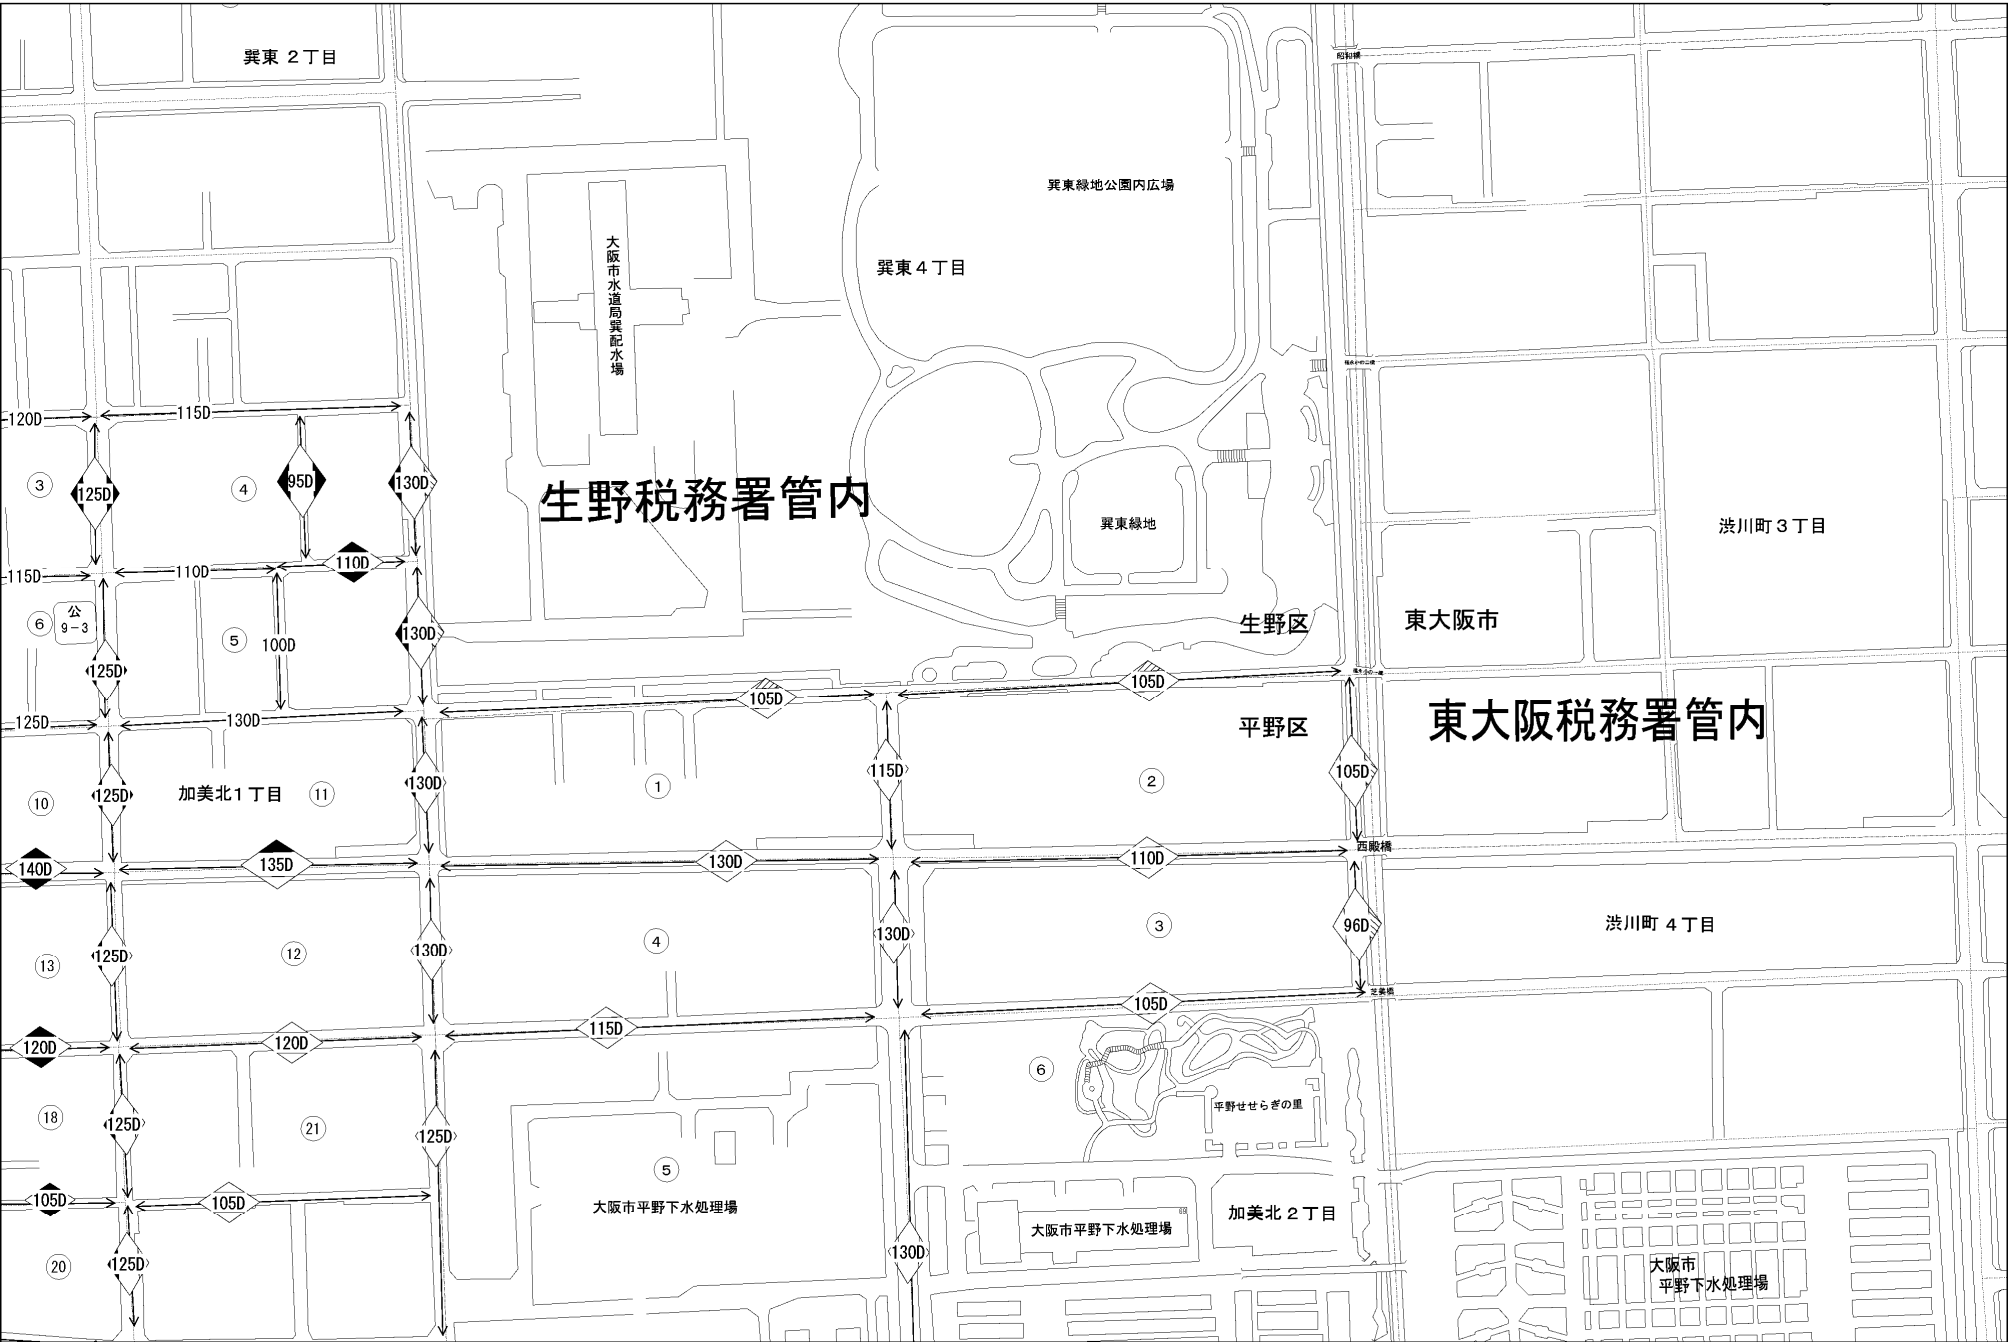 巽東 2 丁目
昭和橋
巽東緑地公園内広場
大阪市水道局巽配水場
巽東 4 丁目
120D
115D
3
125D
4
95D
130D
生野税務署管内
巽東緑地
渋川町 3 丁目
115D
110D
110D
6
公
9-3
5
100D
130D
生野区
東大阪市
125D
125D
130D
105D
105D
平野区
東大阪税務署管内
10
125D
加美北 1 丁目
11
130D
1
115D
2
105D
140D
135D
130D
110D
西殿橋
13
125D
12
130D
4
130D
3
96D
渋川町 4 丁目
120D
120D
115D
105D
芝美橋
18
125D
21
125D
6
平野せせらぎの里
5
大阪市平野下水処理場
105D
105D
大阪市平野下水処理場
69
加美北 2 丁目
20
125D
130D
大阪市
平野下水処理場